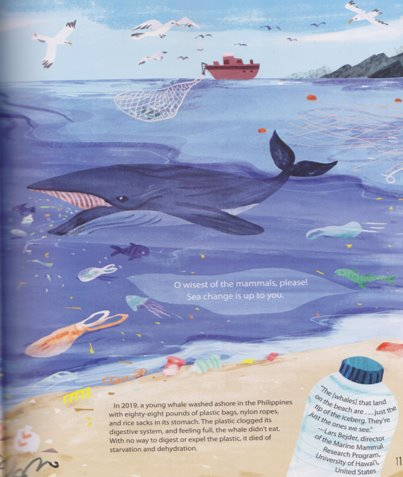 O wisest of the mammals, please!
Sea change is up to you.
In 2019, a young whale washed ashore in the Philippines
with eighty-eight pounds of plastic bags, nylon ropes,
and rice sacks in its stomach. The plastic clogged its
digestive system, and feeling full, the whale didn't eat.
With no way to digest or expel the plastic, it died of
starvation and dehydration.
"The [whales] that land
on the beach are . . . just the
tip of the iceberg. They're
just the ones we see."
—Lars Bejder, director
of the Marine Mammal
Research Program,
University of Hawai'i,
United States
11